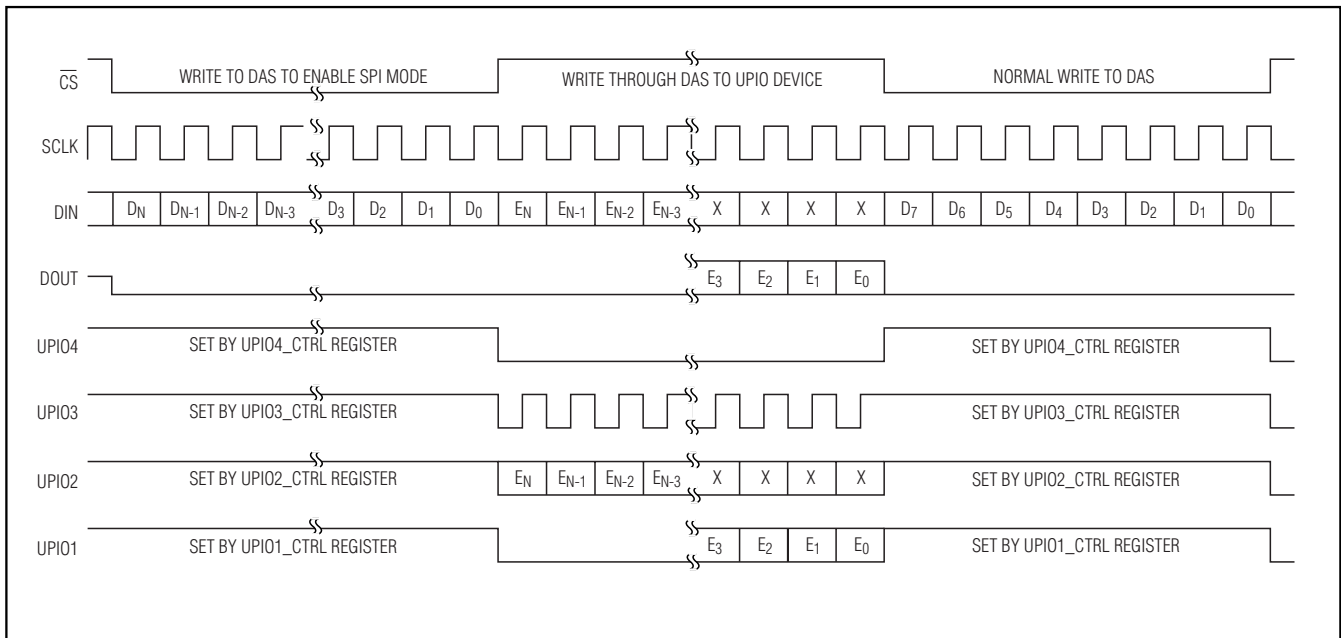 CS WRITE TO DAS TO ENABLE SPI MODE WRITE THROUGH DAS TO UPIO DEVICE NORMAL WRITE TO DAS
SCLK
DIN DN DN-1 DN-2 DN-3 D3 D2 D1 D0 EN EN-1 EN-2 EN-3 X X X X D7 D6 D5 D4 D3 D2 D1 D0
DOUT E3 E2 E1 E0
UPIO4 SET BY UPIO4_CTRL REGISTER SET BY UPIO4_CTRL REGISTER
UPIO3 SET BY UPIO3_CTRL REGISTER SET BY UPIO3_CTRL REGISTER
UPIO2 SET BY UPIO2_CTRL REGISTER EN EN-1 EN-2 EN-3 X X X X SET BY UPIO2_CTRL REGISTER
UPIO1 SET BY UPIO1_CTRL REGISTER E3 E2 E1 E0 SET BY UPIO1_CTRL REGISTER